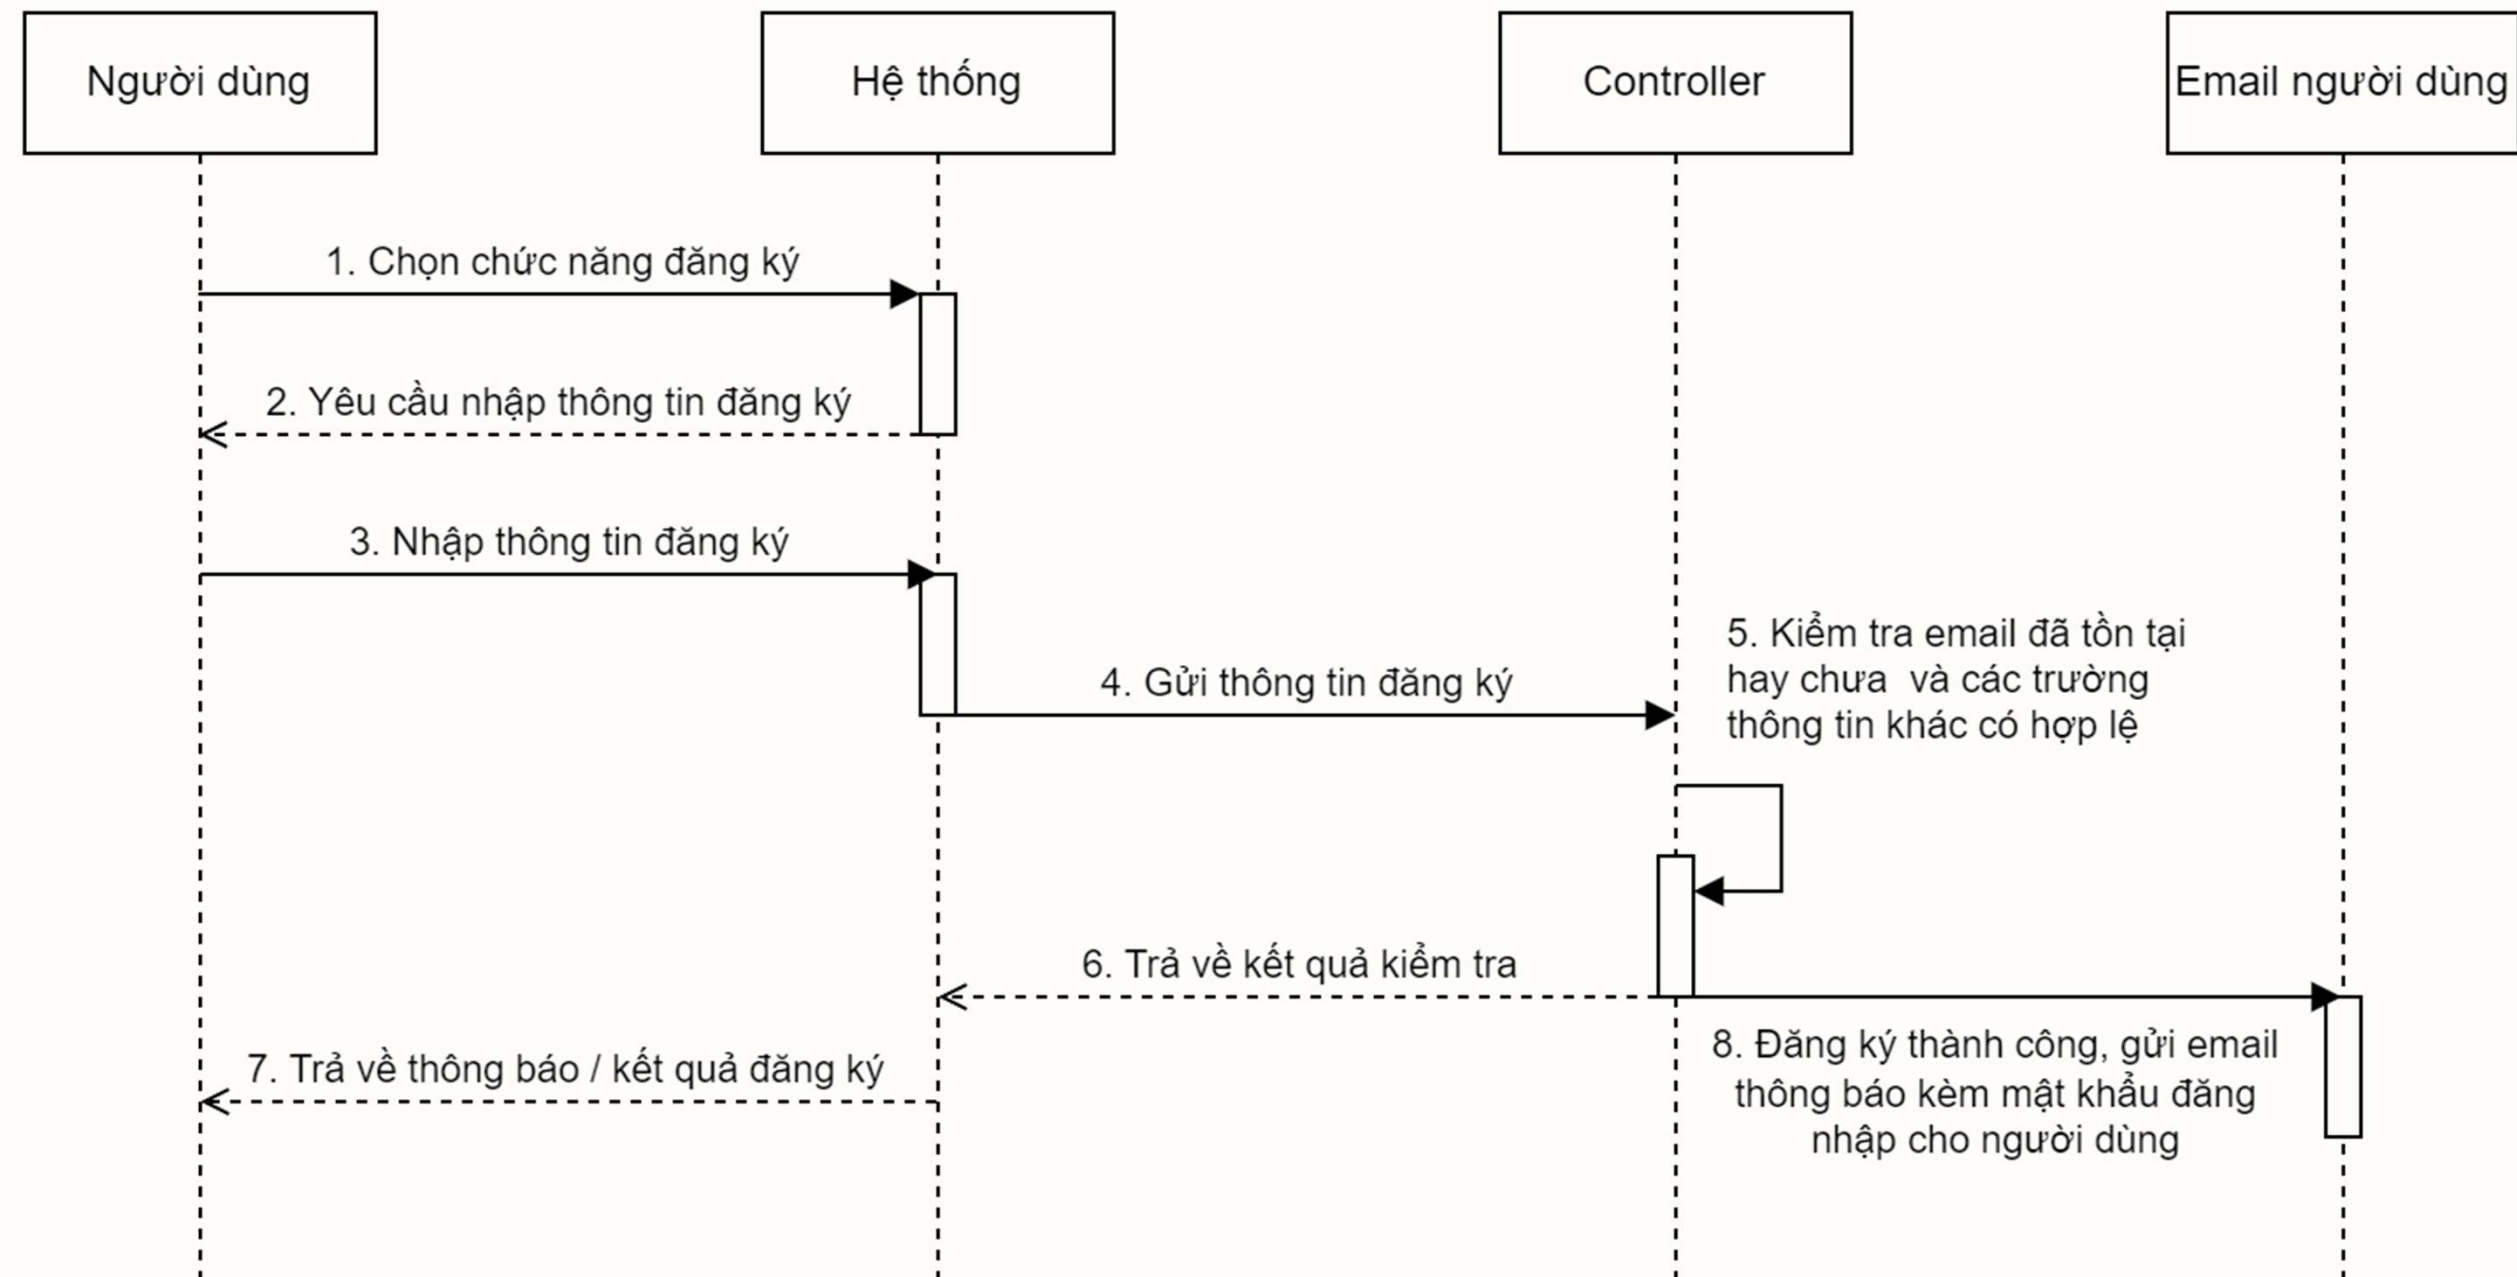 Người dùng
Hệ thống
Controller
Email người dùng
1. Chọn chức năng đăng ký
2. Yêu cầu nhập thông tin đăng ký
3. Nhập thông tin đăng ký
4. Gửi thông tin đăng ký
5. Kiểm tra email đã tồn tại
hay chưa và các trường
thông tin khác có hợp lệ
6. Trả về kết quả kiểm tra
7. Trả về thông báo / kết quả đăng ký
8. Đăng ký thành công, gửi email
thông báo kèm mật khẩu đăng
nhập cho người dùng